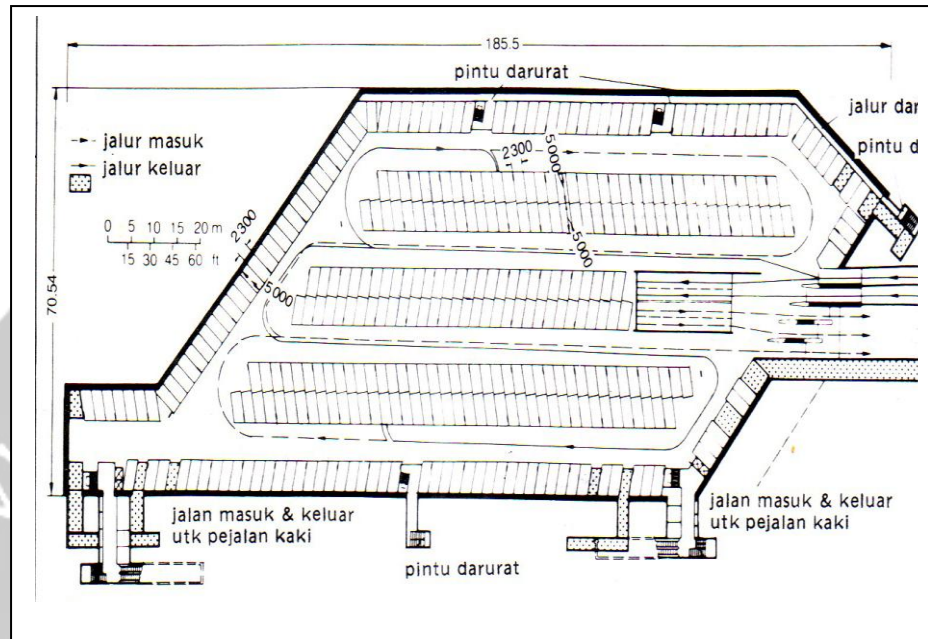 185.5
pintu darurat
jalur dar
pintu d
jalur masuk
jalur keluar
2300
5000
0 5 10 15 20 m
15 30 45 60 ft
2300
5000
5000
70.54
jalan masuk & keluar
utk pejalan kaki
pintu darurat
jalan masuk & keluar
utk pejalan kaki